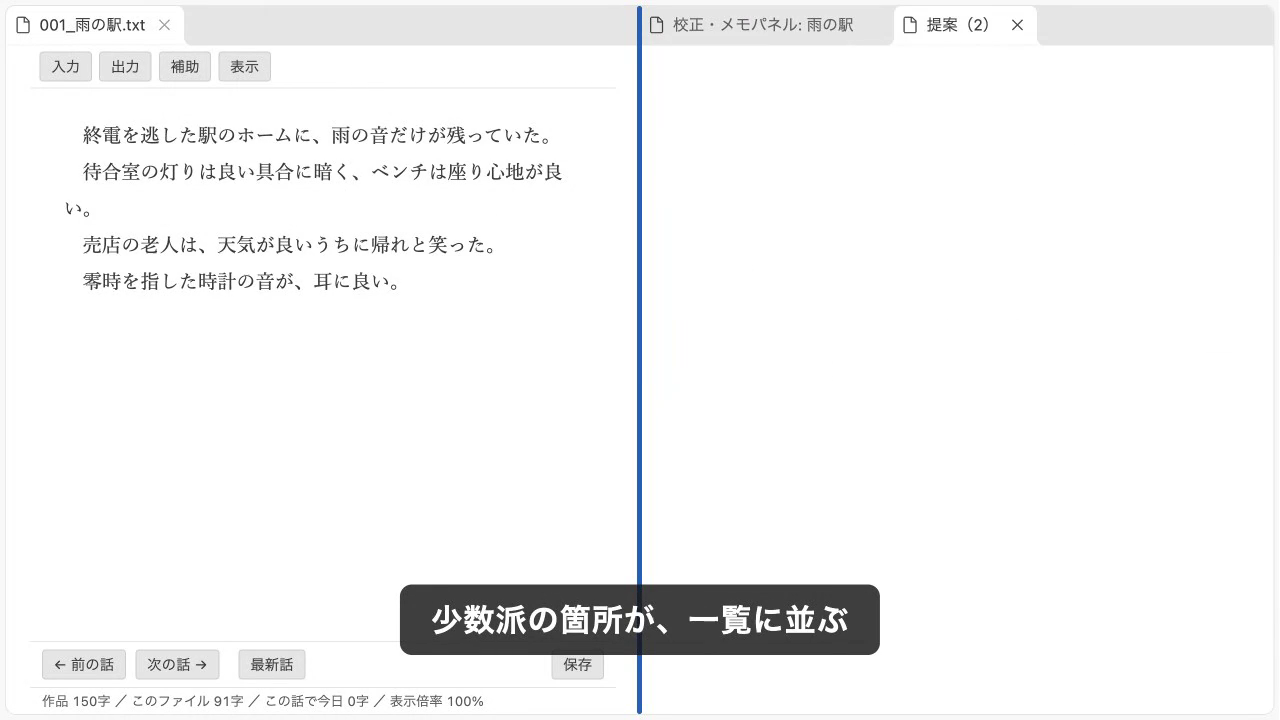 001_雨の駅.txt
校正・メモパネル: 雨の駅
提案（2）
入力
出力
補助
表示
終電を逃した駅のホームに、雨の音だけが残っていた。
待合室の灯りは良い具合に暗く、ベンチは座り心地が良
い。
売店の老人は、天気が良いうちに帰れと笑った。
零時を指した時計の音が、耳に良い。
少数派の箇所が、一覧に並ぶ
← 前の話
次の話 →
最新話
保存
作品 150字 ／ このファイル 91字 ／ この話で今日 0字 ／ 表示倍率 100%